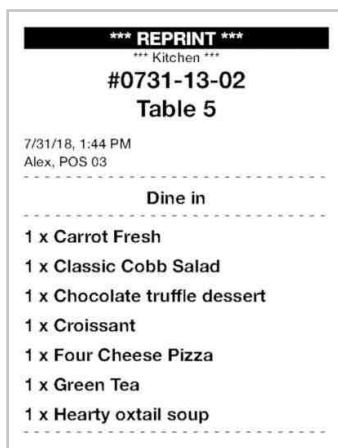 *** REPRINT ***
*** Kitchen ***
#0731-13-02
Table 5
7/31/18, 1:44 PM
Alex, POS 03
Dine in
1 x Carrot Fresh
1 x Classic Cobb Salad
1 x Chocolate truffle dessert
1 x Croissant
1 x Four Cheese Pizza
1 x Green Tea
1 x Hearty oxtail soup